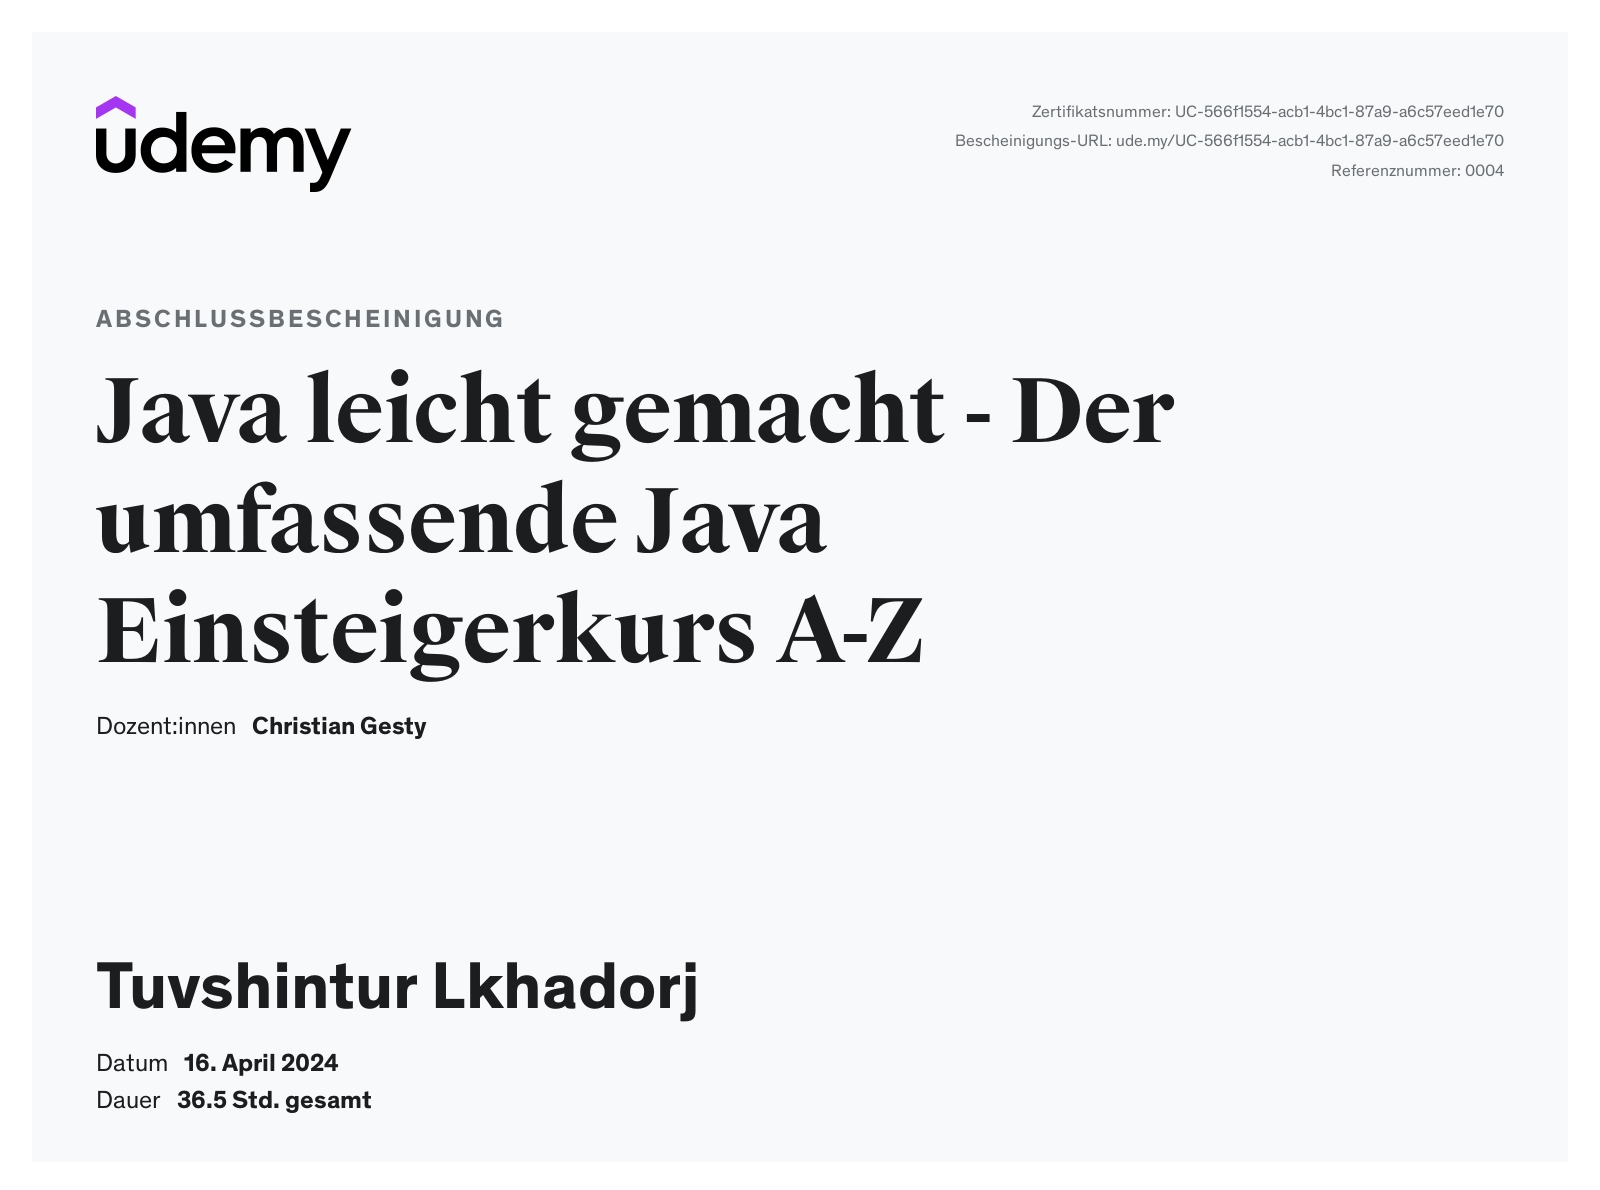 udemy
Zertifikatsnummer: UC-566f1554-acb1-4bc1-87a9-a6c57eed1e70
Bescheinigungs-URL: ude.my/UC-566f1554-acb1-4bc1-87a9-a6c57eed1e70
Referenznummer: 0004
ABSCHLUSSBESCHEINIGUNG
Java leicht gemacht - Der
umfassende Java
Einsteigerkurs A-Z
Dozent:innen Christian Gesty
Tuvshintur Lkhadorj
Datum 16. April 2024
Dauer 36.5 Std. gesamt